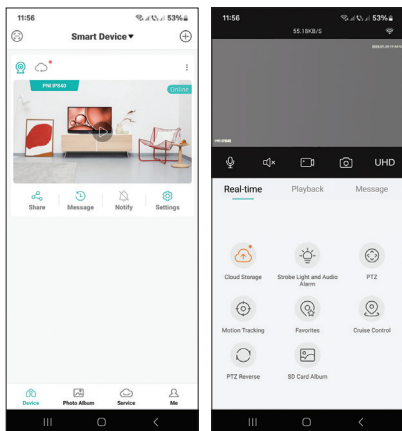 11:56
53%
Smart Device ▾
PNI IP940
Online
Share
Message
Notify
Settings
Device
Photo Album
Service
Me
11:56
53%
55.18KB/S
UHD
Real-time
Playback
Message
Cloud Storage
Strobe Light and Audio
Alarm
PTZ
Motion Tracking
Favorites
Cruise Control
PTZ Reverse
SD Card Album